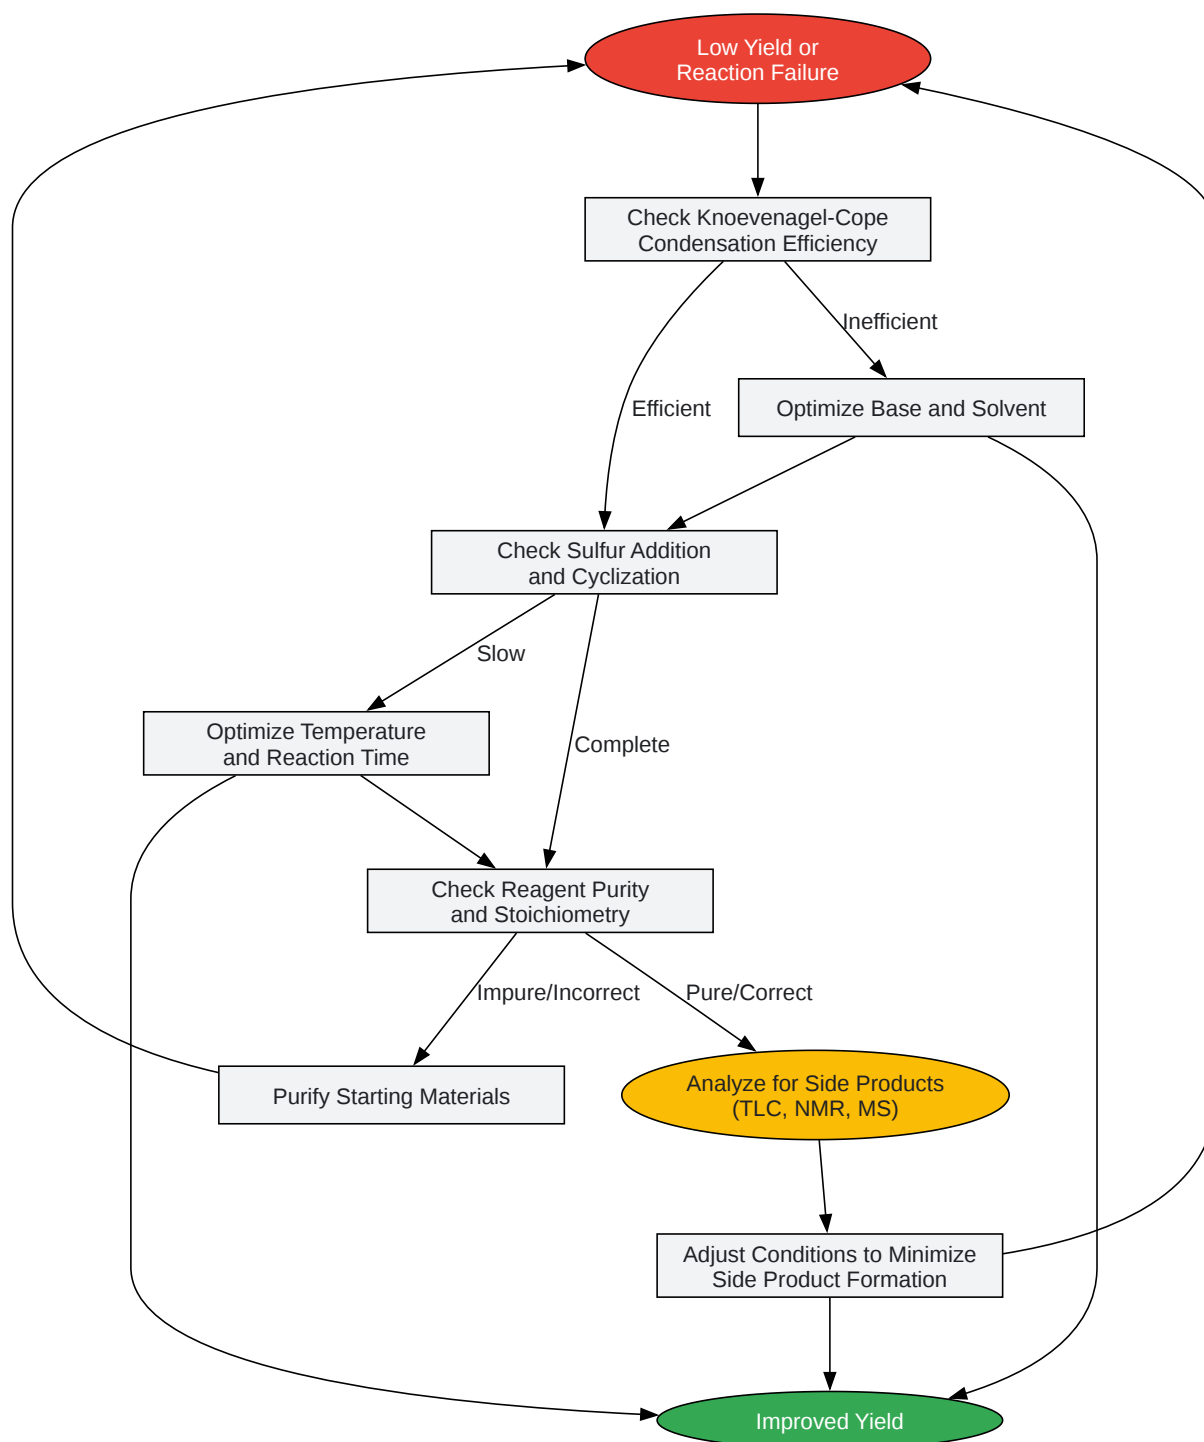 Low Yield or
Reaction Failure
Check Knoevenagel-Cope
Condensation Efficiency
Inefficient
Efficient
Optimize Base and Solvent
Check Sulfur Addition
and Cyclization
Slow
Optimize Temperature
and Reaction Time
Complete
Check Reagent Purity
and Stoichiometry
Impure/Incorrect
Pure/Correct
Purify Starting Materials
Analyze for Side Products
(TLC, NMR, MS)
Adjust Conditions to Minimize
Side Product Formation
Improved Yield